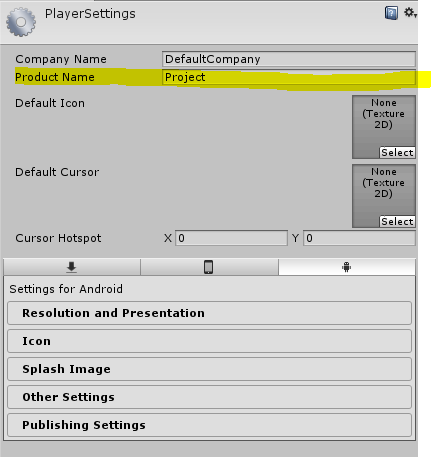 PlayerSettings
Company Name DefaultCompany
Product Name Project
Default Icon
None
(Texture
2D)
Select
Default Cursor
None
(Texture
2D)
Select
Cursor Hotspot X 0 Y 0
Settings for Android
Resolution and Presentation
Icon
Splash Image
Other Settings
Publishing Settings